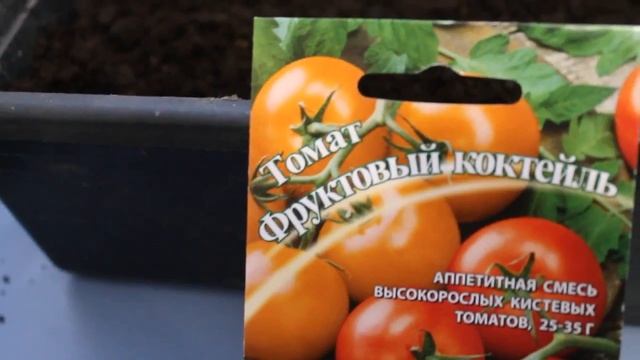 Томат
Фруктовый коктейль
АППЕТИТНАЯ СМЕСЬ
ВЫСОКОРОСЛЫХ КИСТЕВЫХ
ТОМАТОВ, 25-35 Г